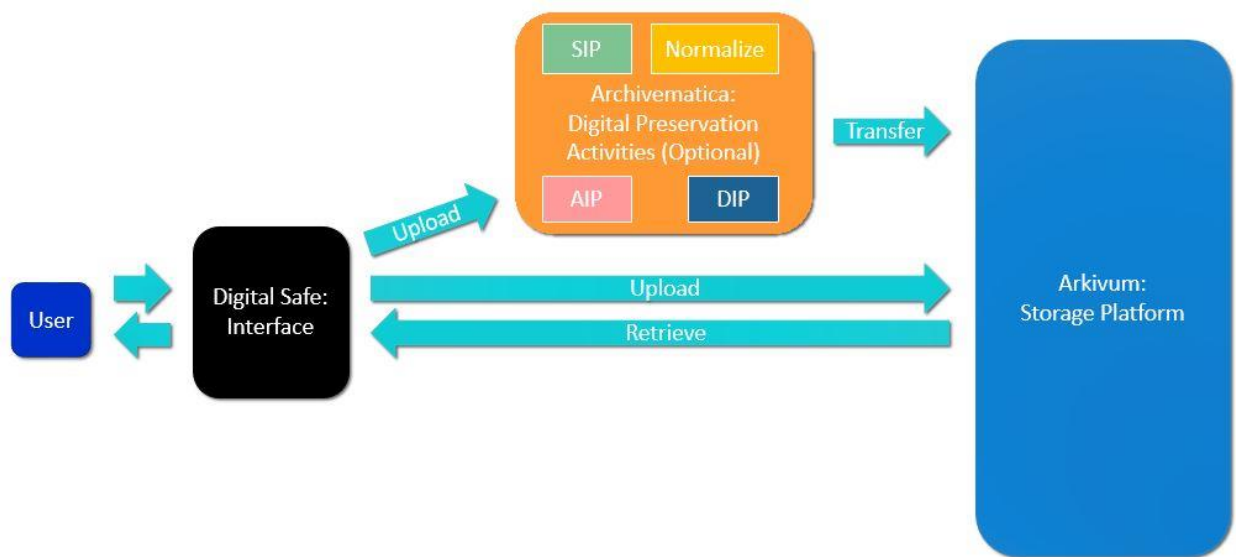 SIP
Normalize
Archivematica:
Digital Preservation
Activities (Optional)
AIP
DIP
Transfer
Upload
User
Digital Safe:
Interface
Upload
Retrieve
Arkivum:
Storage Platform